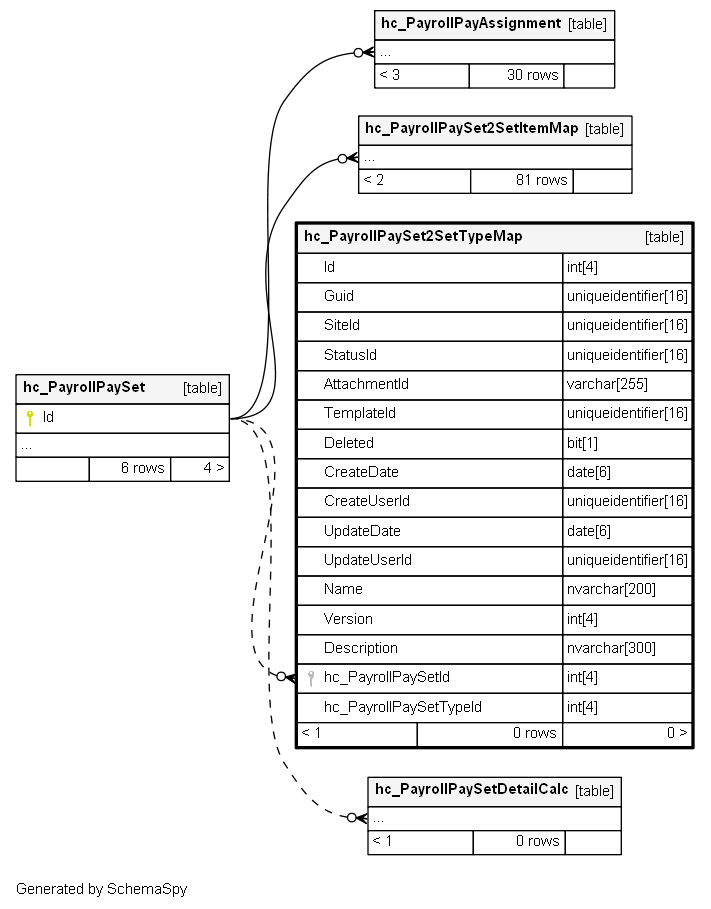 hc_PayrollPayAssignment [table]
...
< 3 30 rows
hc_PayrollPaySet2SetItemMap [table]
...
< 2 81 rows
hc_PayrollPaySet2SetTypeMap [table]
Id int[4]
Guid uniqueidentifier[16]
SiteId uniqueidentifier[16]
StatusId uniqueidentifier[16]
AttachmentId varchar[255]
TemplateId uniqueidentifier[16]
Deleted bit[1]
CreateDate date[6]
CreateUserId uniqueidentifier[16]
UpdateDate date[6]
UpdateUserId uniqueidentifier[16]
Name nvarchar[200]
Version int[4]
Description nvarchar[300]
hc_PayrollPaySetId int[4]
hc_PayrollPaySetTypeId int[4]
< 1 0 rows 0 >
hc_PayrollPaySet [table]
Id
...
6 rows 4 >
hc_PayrollPaySetDetailCalc [table]
...
< 1 0 rows
Generated by SchemaSpy